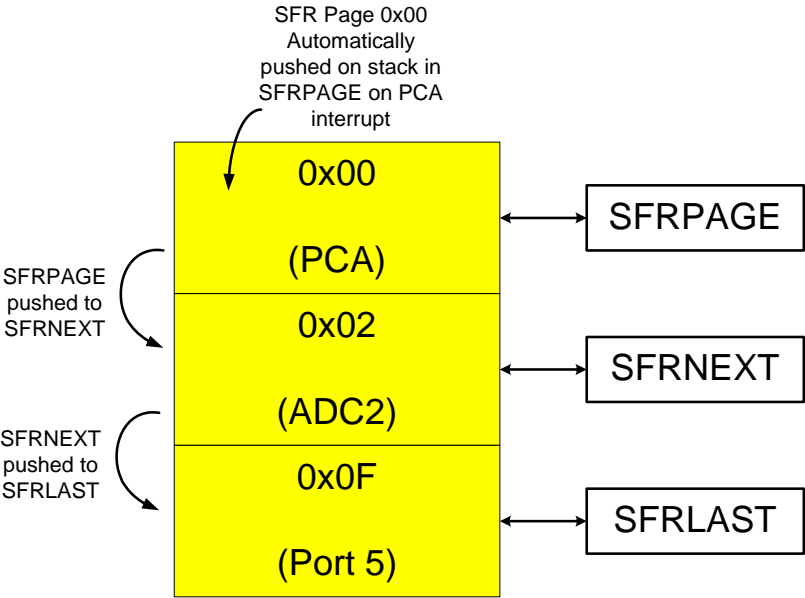 SFR Page 0x00
Automatically
pushed on stack in
SFRPAGE on PCA
interrupt
0x00
(PCA)
SFRPAGE
SFRPAGE
pushed to
SFRNEXT
0x02
(ADC2)
SFRNEXT
SFRNEXT
pushed to
SFRLAST
0x0F
(Port 5)
SFRLAST